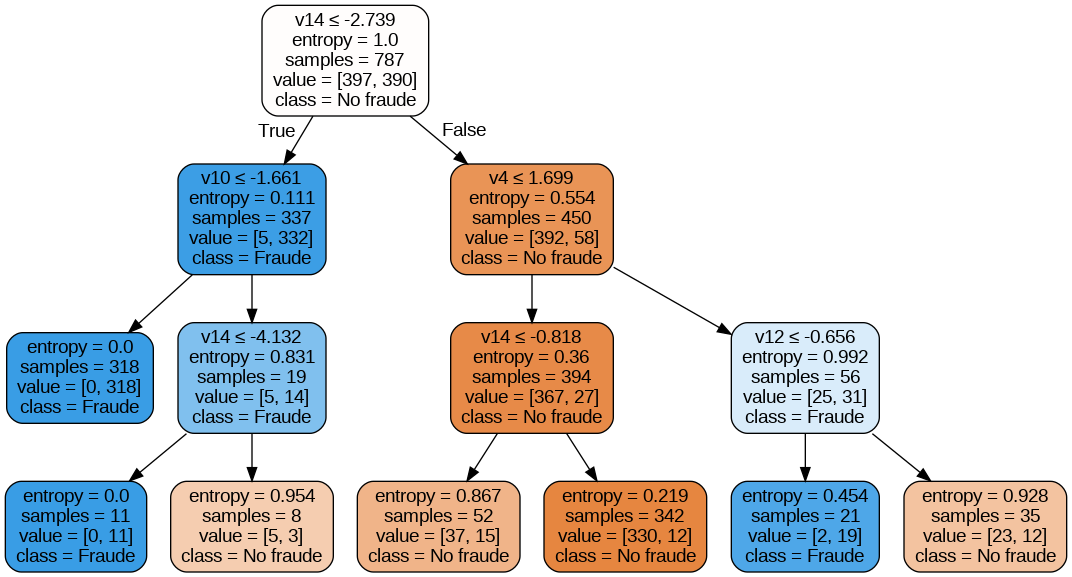 v14 ≤ -2.739
entropy = 1.0
samples = 787
value = [397, 390]
class = No fraude
True
False
v10 ≤ -1.661
entropy = 0.111
samples = 337
value = [5, 332]
class = Fraude
v4 ≤ 1.699
entropy = 0.554
samples = 450
value = [392, 58]
class = No fraude
entropy = 0.0
samples = 318
value = [0, 318]
class = Fraude
v14 ≤ -4.132
entropy = 0.831
samples = 19
value = [5, 14]
class = Fraude
v14 ≤ -0.818
entropy = 0.36
samples = 394
value = [367, 27]
class = No fraude
v12 ≤ -0.656
entropy = 0.992
samples = 56
value = [25, 31]
class = Fraude
entropy = 0.0
samples = 11
value = [0, 11]
class = Fraude
entropy = 0.954
samples = 8
value = [5, 3]
class = No fraude
entropy = 0.867
samples = 52
value = [37, 15]
class = No fraude
entropy = 0.219
samples = 342
value = [330, 12]
class = No fraude
entropy = 0.454
samples = 21
value = [2, 19]
class = Fraude
entropy = 0.928
samples = 35
value = [23, 12]
class = No fraude